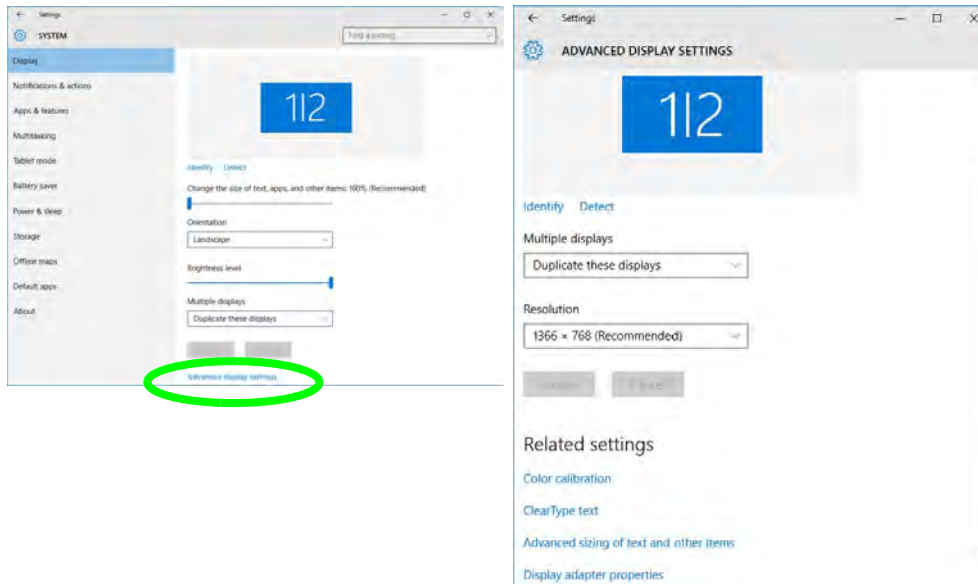 Settings
SYSTEM
Find a setting
Display
Notifications & actions
Apps & features
Multitasking
Tablet mode
Battery saver
Power & sleep
Storage
Offline maps
Default apps
About
1|2
Identify Detect
Change the size of text, apps, and other items: 100% (Recommended)
Orientation
Landscape
Brightness level
Multiple displays
Duplicate these displays
Advanced display settings
Settings
ADVANCED DISPLAY SETTINGS
1|2
Identify Detect
Multiple displays
Duplicate these displays
Resolution
1366 × 768 (Recommended)
Related settings
Color calibration
ClearType text
Advanced sizing of text and other items
Display adapter properties